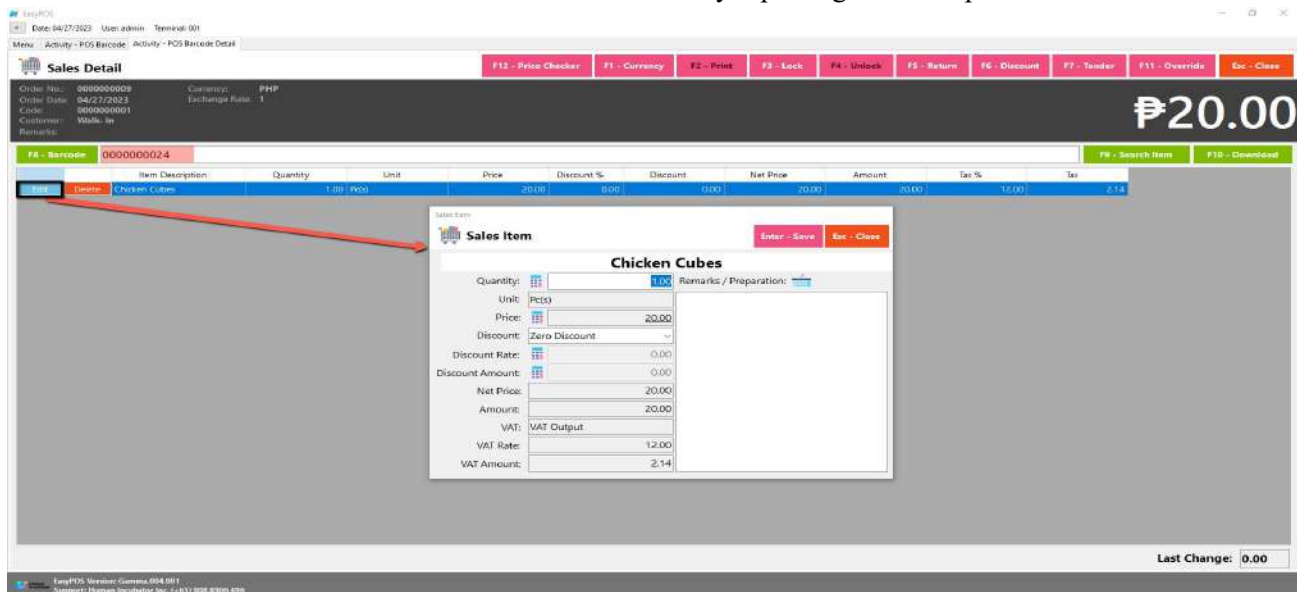 EasyPOS
Date: 04/27/2023 User: admin Terminal: 001
Menu Activity - POS Barcode Activity - POS Barcode Detail
Sales Detail
F12 - Price Checker F1 - Currency F2 - Print F3 - Lock F4 - Unlock F5 - Return F6 - Discount F7 - Tender F11 - Override Esc - Close
Order No.: 0000000009 Currency: PHP
Order Date: 04/27/2023 Exchange Rate: 1
Code: 0000000001
Customer: Walk- In
Remarks:
₱20.00
F8 - Barcode 0000000024 F9 - Search Item F10 - Download
Item Description Quantity Unit Price Discount % Discount Net Price Amount Tax % Tax
Edit Delete Chicken Cubes 1.00 Pc(s) 20.00 0.00 0.00 20.00 20.00 12.00 2.14
Sales Item
Sales Item Enter - Save Esc - Close
Chicken Cubes
Quantity: 1.00 Remarks / Preparation:
Unit: Pc(s)
Price: 20.00
Discount: Zero Discount
Discount Rate: 0.00
Discount Amount: 0.00
Net Price: 20.00
Amount: 20.00
VAT: VAT Output
VAT Rate: 12.00
VAT Amount: 2.14
Last Change: 0.00
EasyPOS Version: Gamma.004.001
Support: Human Incubator Inc.